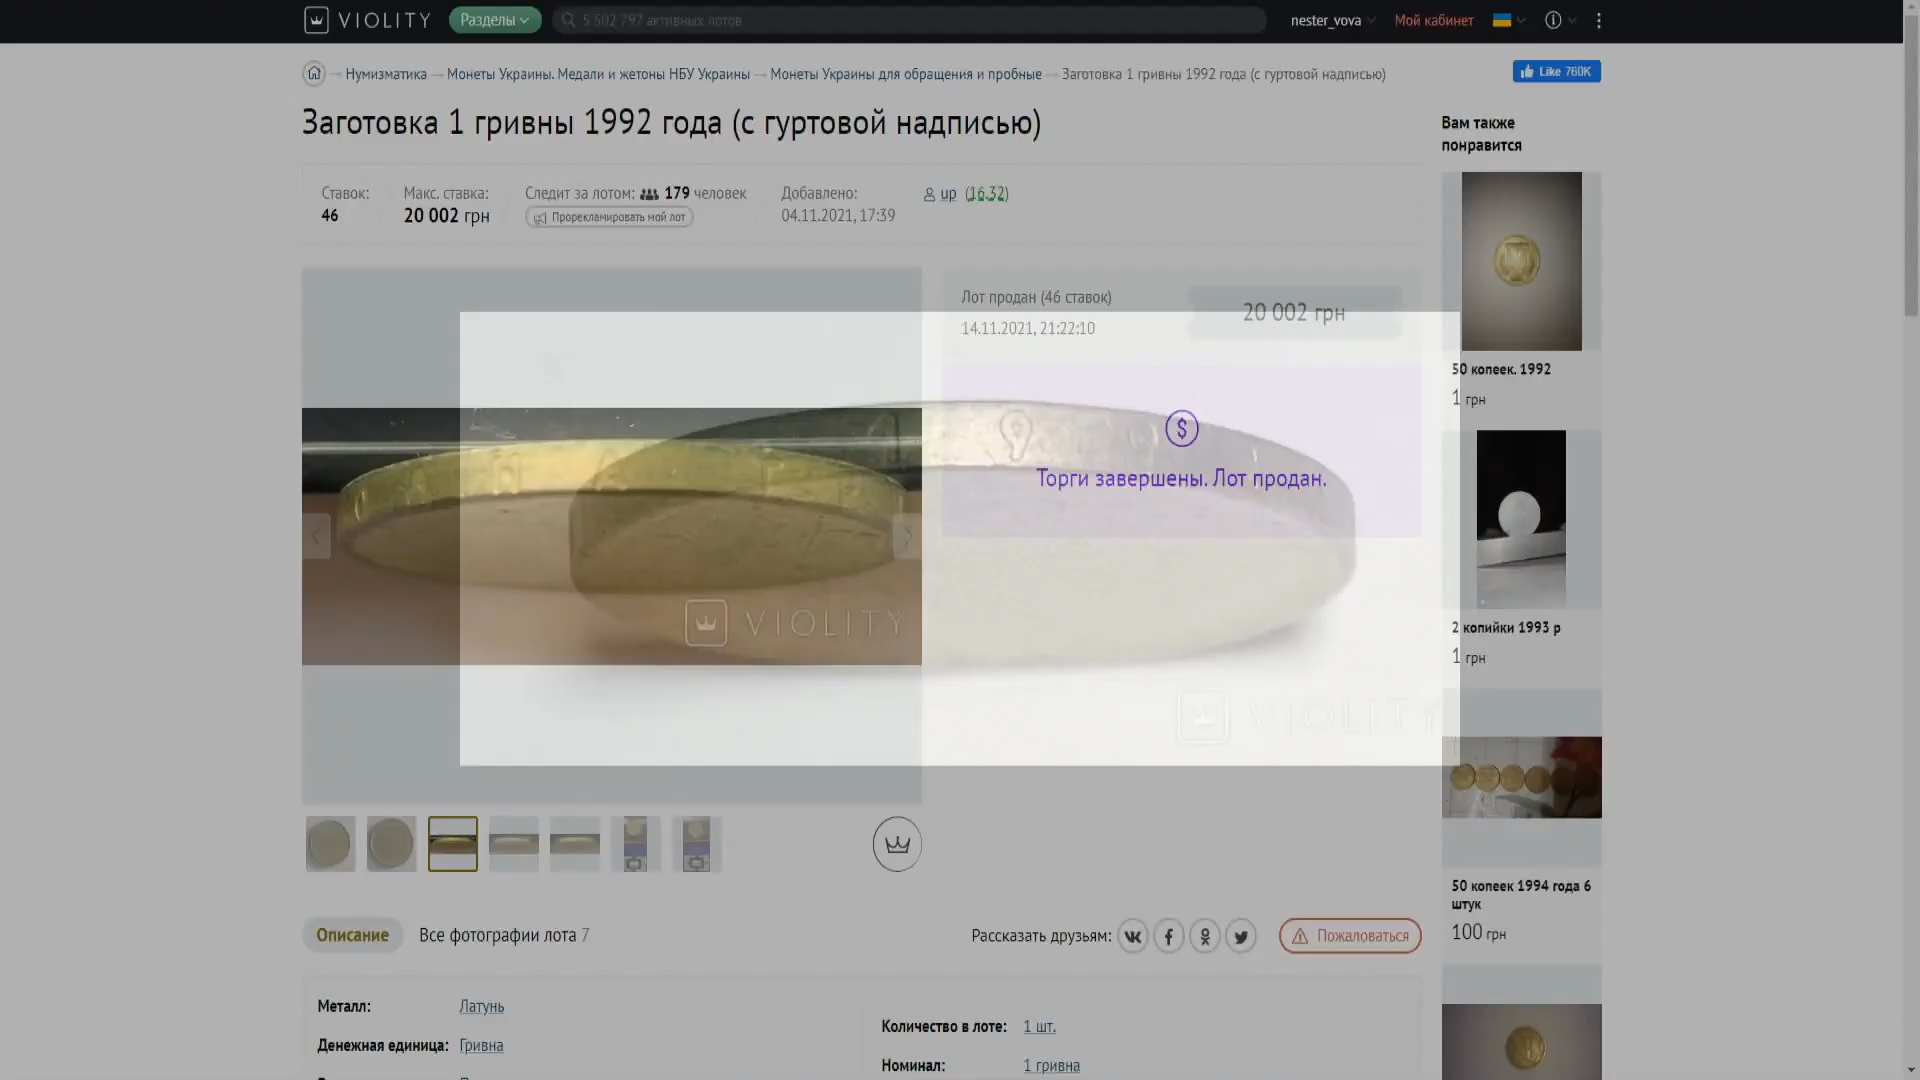 VIOLITY
Разделы
5 502 797 активных лотов
nester_vova
Мой кабинет
Нумизматика
Монеты Украины. Медали и жетоны НБУ Украины
Монеты Украины для обращения и пробные
Заготовка 1 гривны 1992 года (с гуртовой надписью)
Like 760K
Заготовка 1 гривны 1992 года (с гуртовой надписью)
Вам также
понравится
Ставок:
46
Макс. ставка:
20 002 грн
Следит за лотом: 179 человек
Прорекламировать мой лот
Добавлено:
04.11.2021, 17:39
up (16.32)
Лот продан (46 ставок)
14.11.2021, 21:22:10
20 002 грн
$
Торги завершены. Лот продан.
VIOLITY
VIOLITY
50 копеек. 1992
1 грн
2 копийки 1993 р
1 грн
50 копеек 1994 года 6
штук
100 грн
Описание
Все фотографии лота 7
Рассказать друзьям:
Пожаловаться
Металл: Латунь
Денежная единица: Гривна
Количество в лоте: 1 шт.
Номинал: 1 гривна